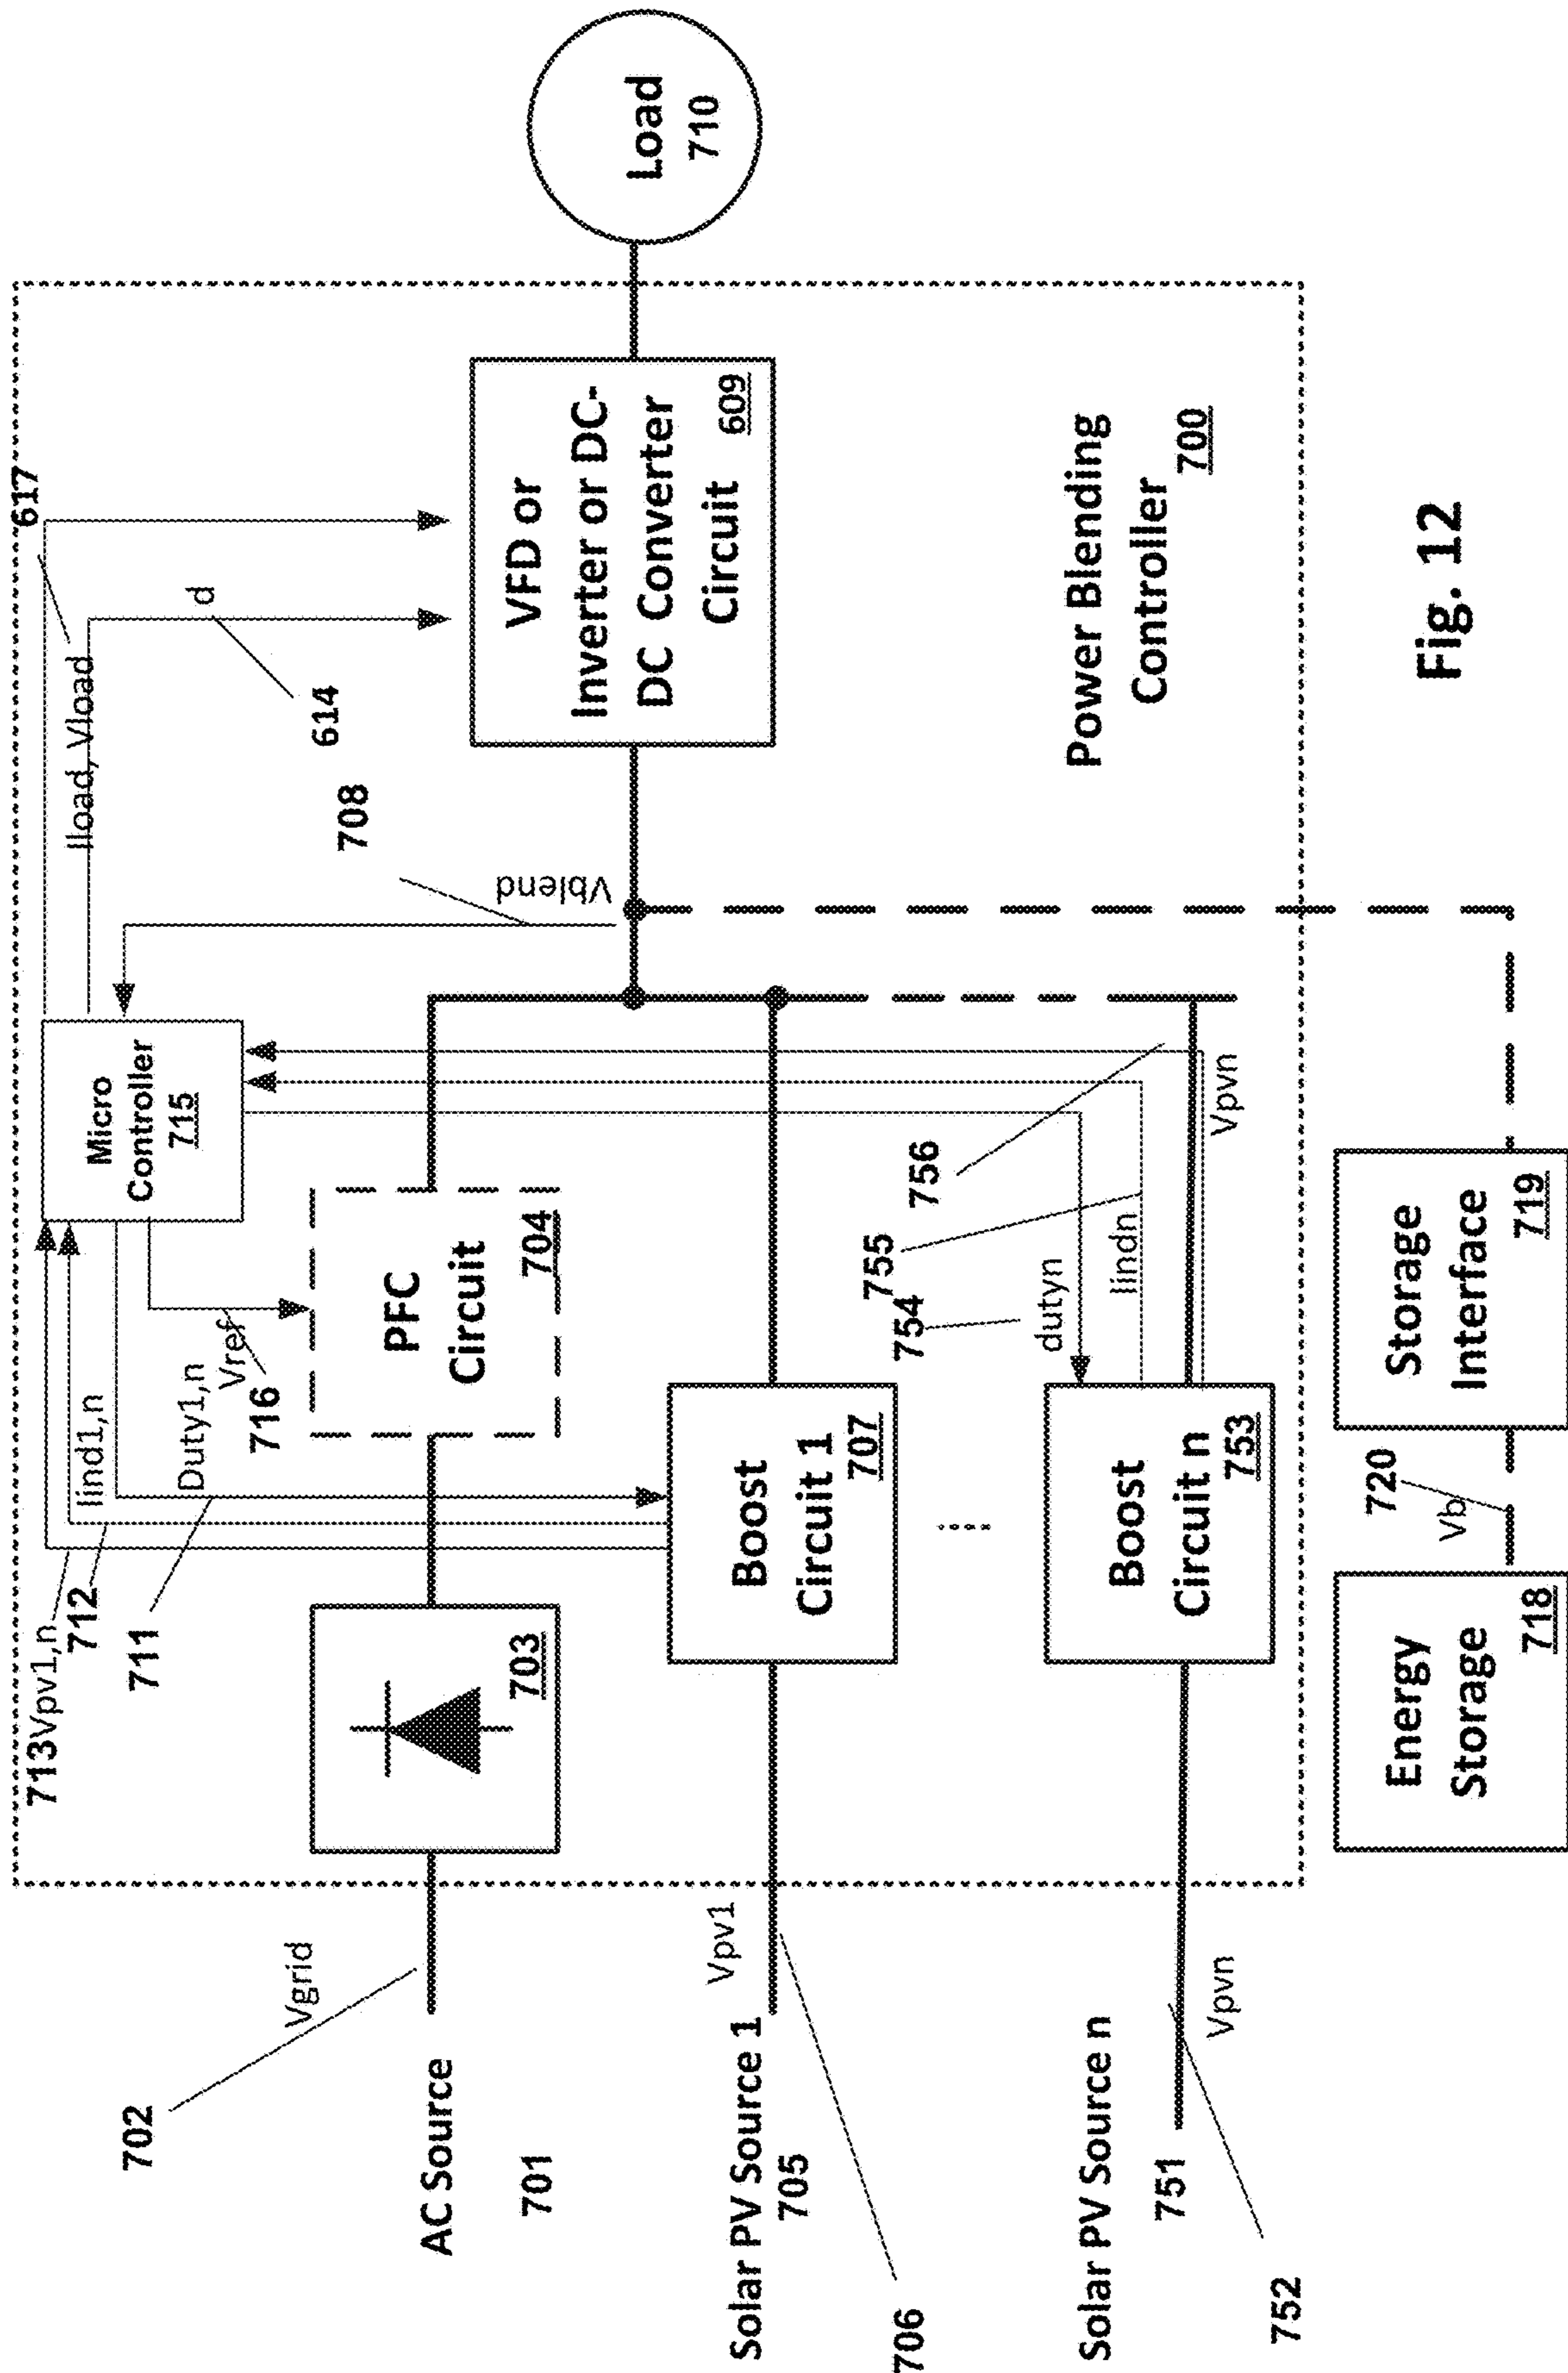 617
Iload, Vload
d
614
708
Vblend
Micro
Controller
715
713
Vpv1,n
712
Iind1,n
711
Duty1,n
Vref
716
702
Vgrid
AC Source
701
703
PFC
Circuit
704
VFD or
Inverter or DC-
DC Converter
Circuit
609
Load
710
Solar PV Source 1
705
Vpv1
706
Boost
Circuit 1
707
754
755
756
dutyn
Iindn
Vpvn
Solar PV Source n
751
Vpvn
752
Boost
Circuit n
753
Power Blending
Controller
700
Energy
Storage
718
Vb
720
Storage
Interface
719
Fig. 12